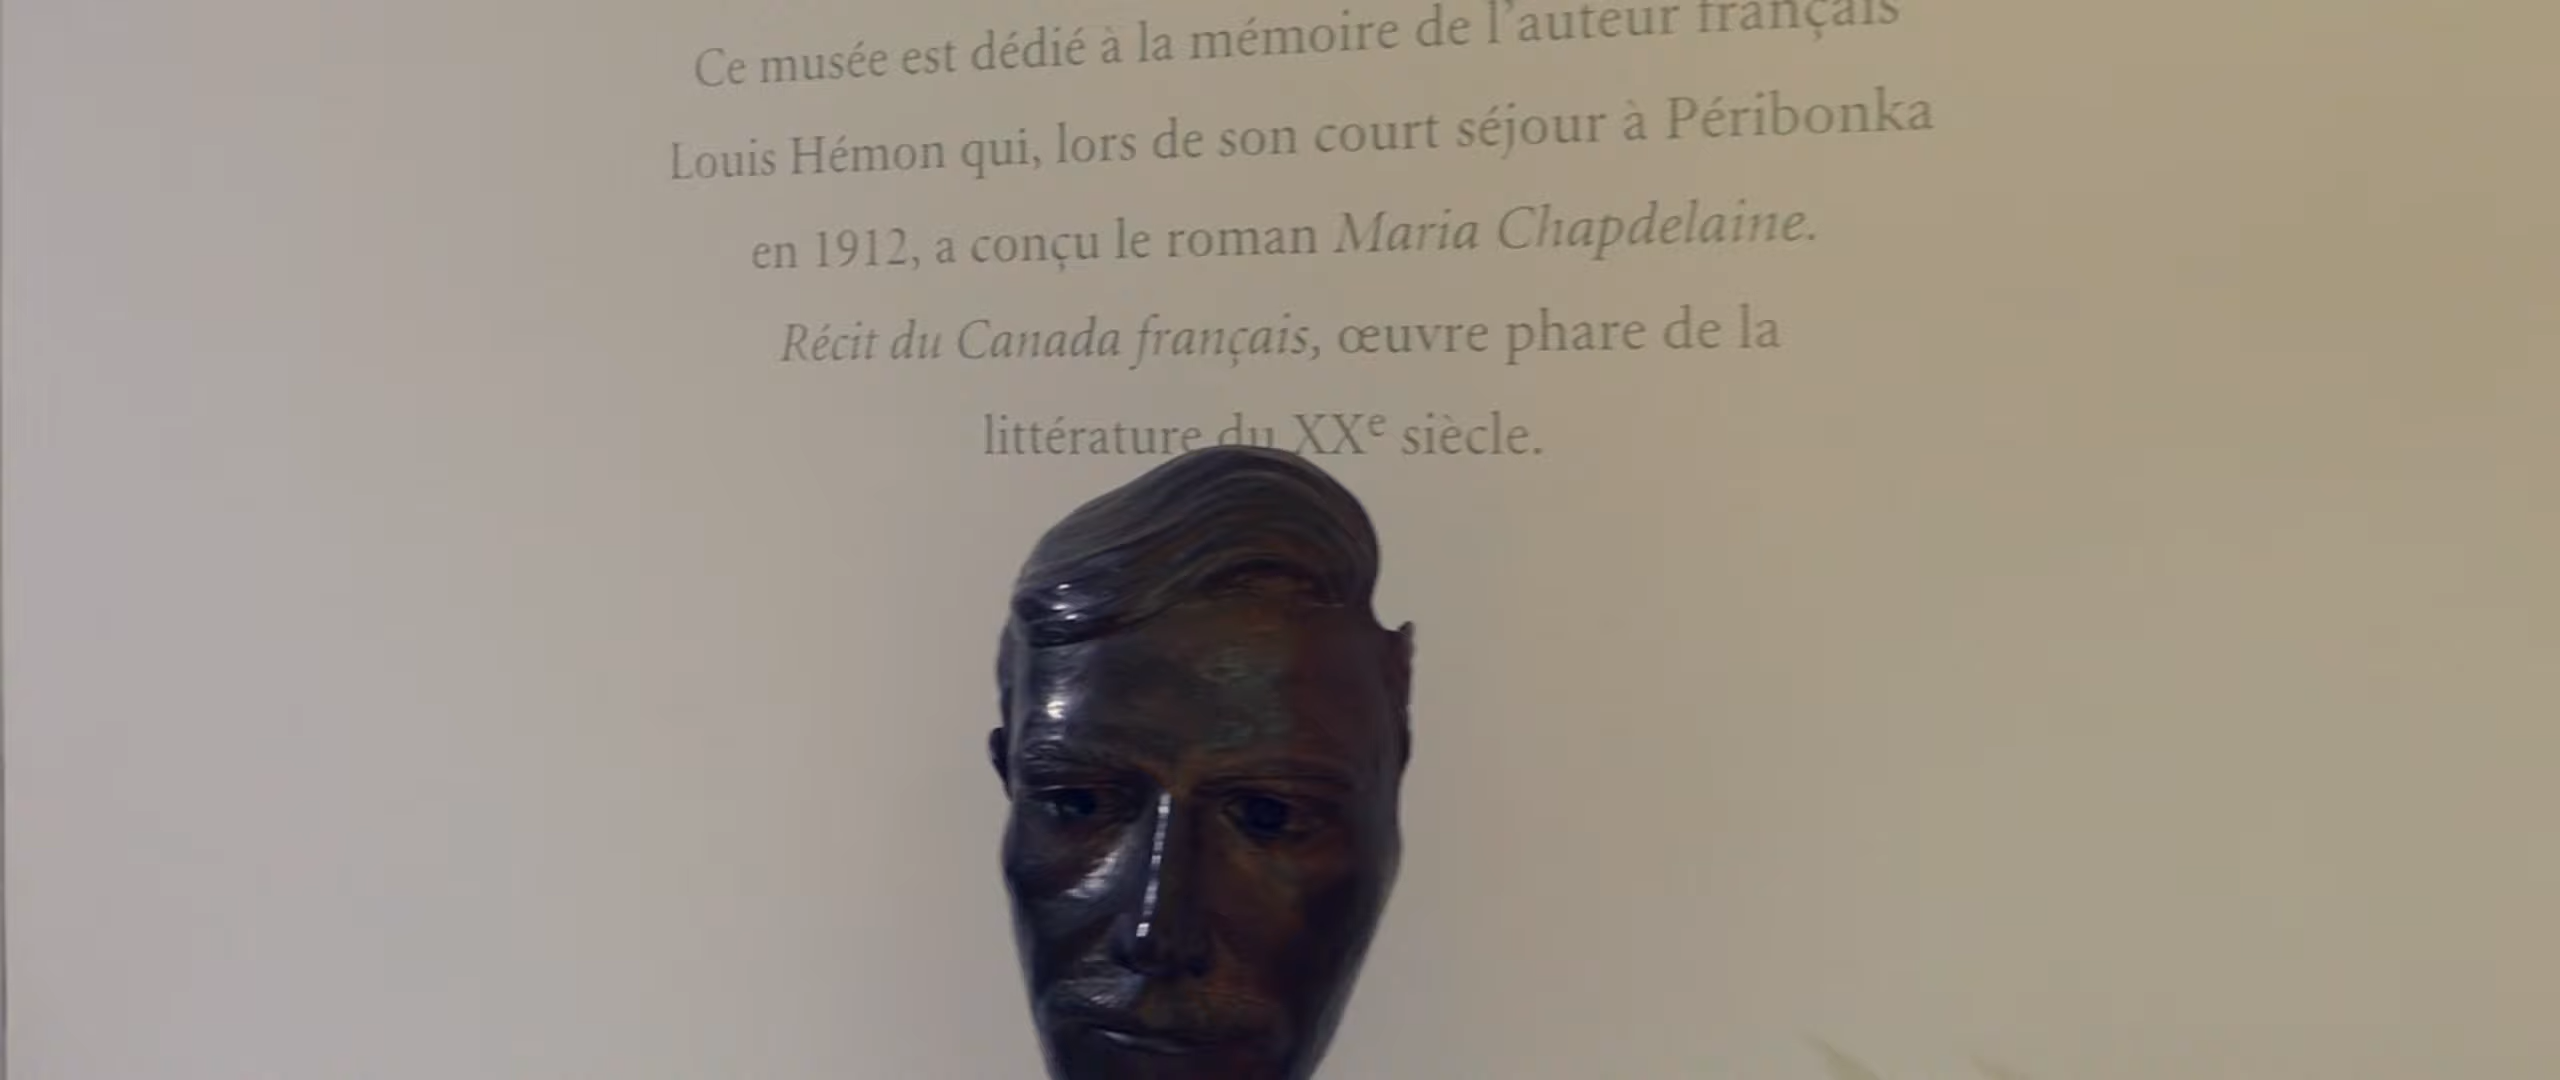 Ce musée est dédié à la mémoire de l'auteur français
Louis Hémon qui, lors de son court séjour à Péribonka
en 1912, a conçu le roman Maria Chapdelaine.
Récit du Canada français, œuvre phare de la
littérature du XXe siècle.